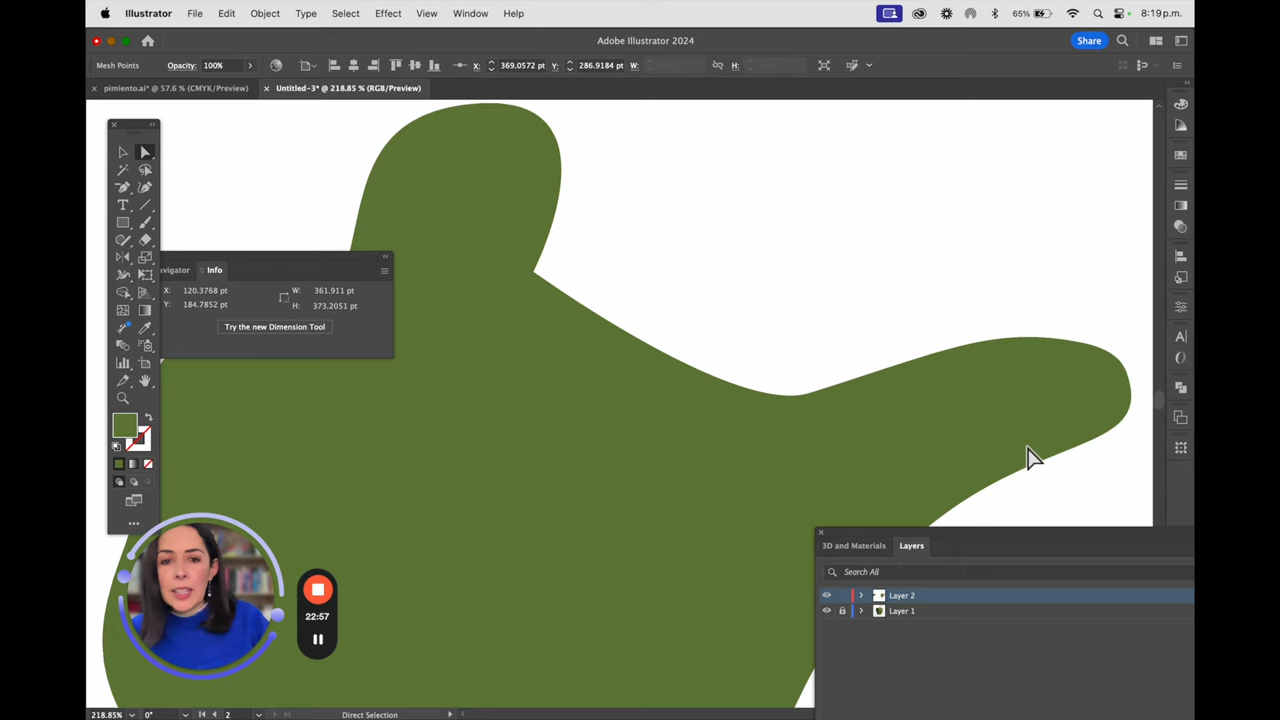 Illustrator File Edit Object Type Select Effect View Window Help 65% 8:19 p.m.
Adobe Illustrator 2024 Share
Mesh Points Opacity: 100% X: 369.0572 pt Y: 286.9184 pt W: H:
× pimiento.ai* @ 57.6 % (CMYK/Preview) × Untitled-3* @ 218.85 % (RGB/Preview)
avigator Info
X: 120.3768 pt W: 361.911 pt
Y: 184.7852 pt H: 373.2051 pt
Try the new Dimension Tool
3D and Materials Layers
Search All
Layer 2
Layer 1
22:57
218.85% 0° 2 Direct Selection